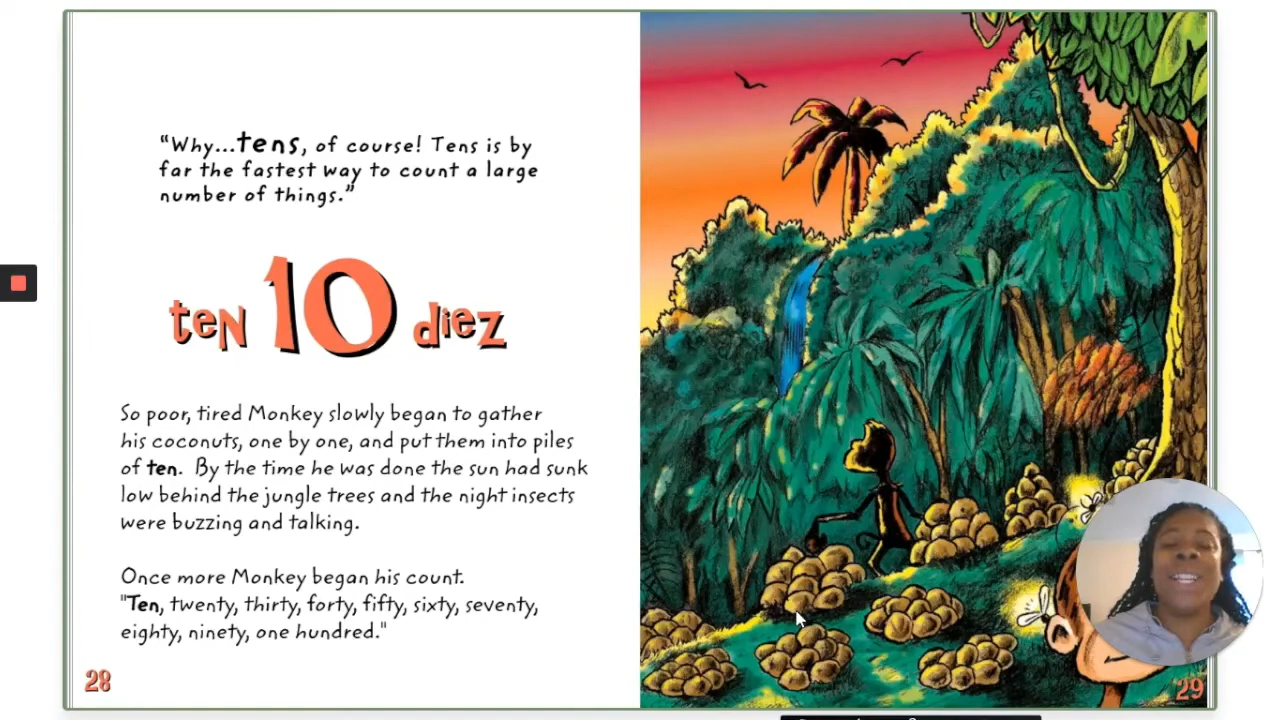 "Why...tens, of course! Tens is by
far the fastest way to count a large
number of things."
ten 10 diez
So poor, tired Monkey slowly began to gather
his coconuts, one by one, and put them into piles
of ten. By the time he was done the sun had sunk
low behind the jungle trees and the night insects
were buzzing and talking.
Once more Monkey began his count.
"Ten, twenty, thirty, forty, fifty, sixty, seventy,
eighty, ninety, one hundred."
28
29